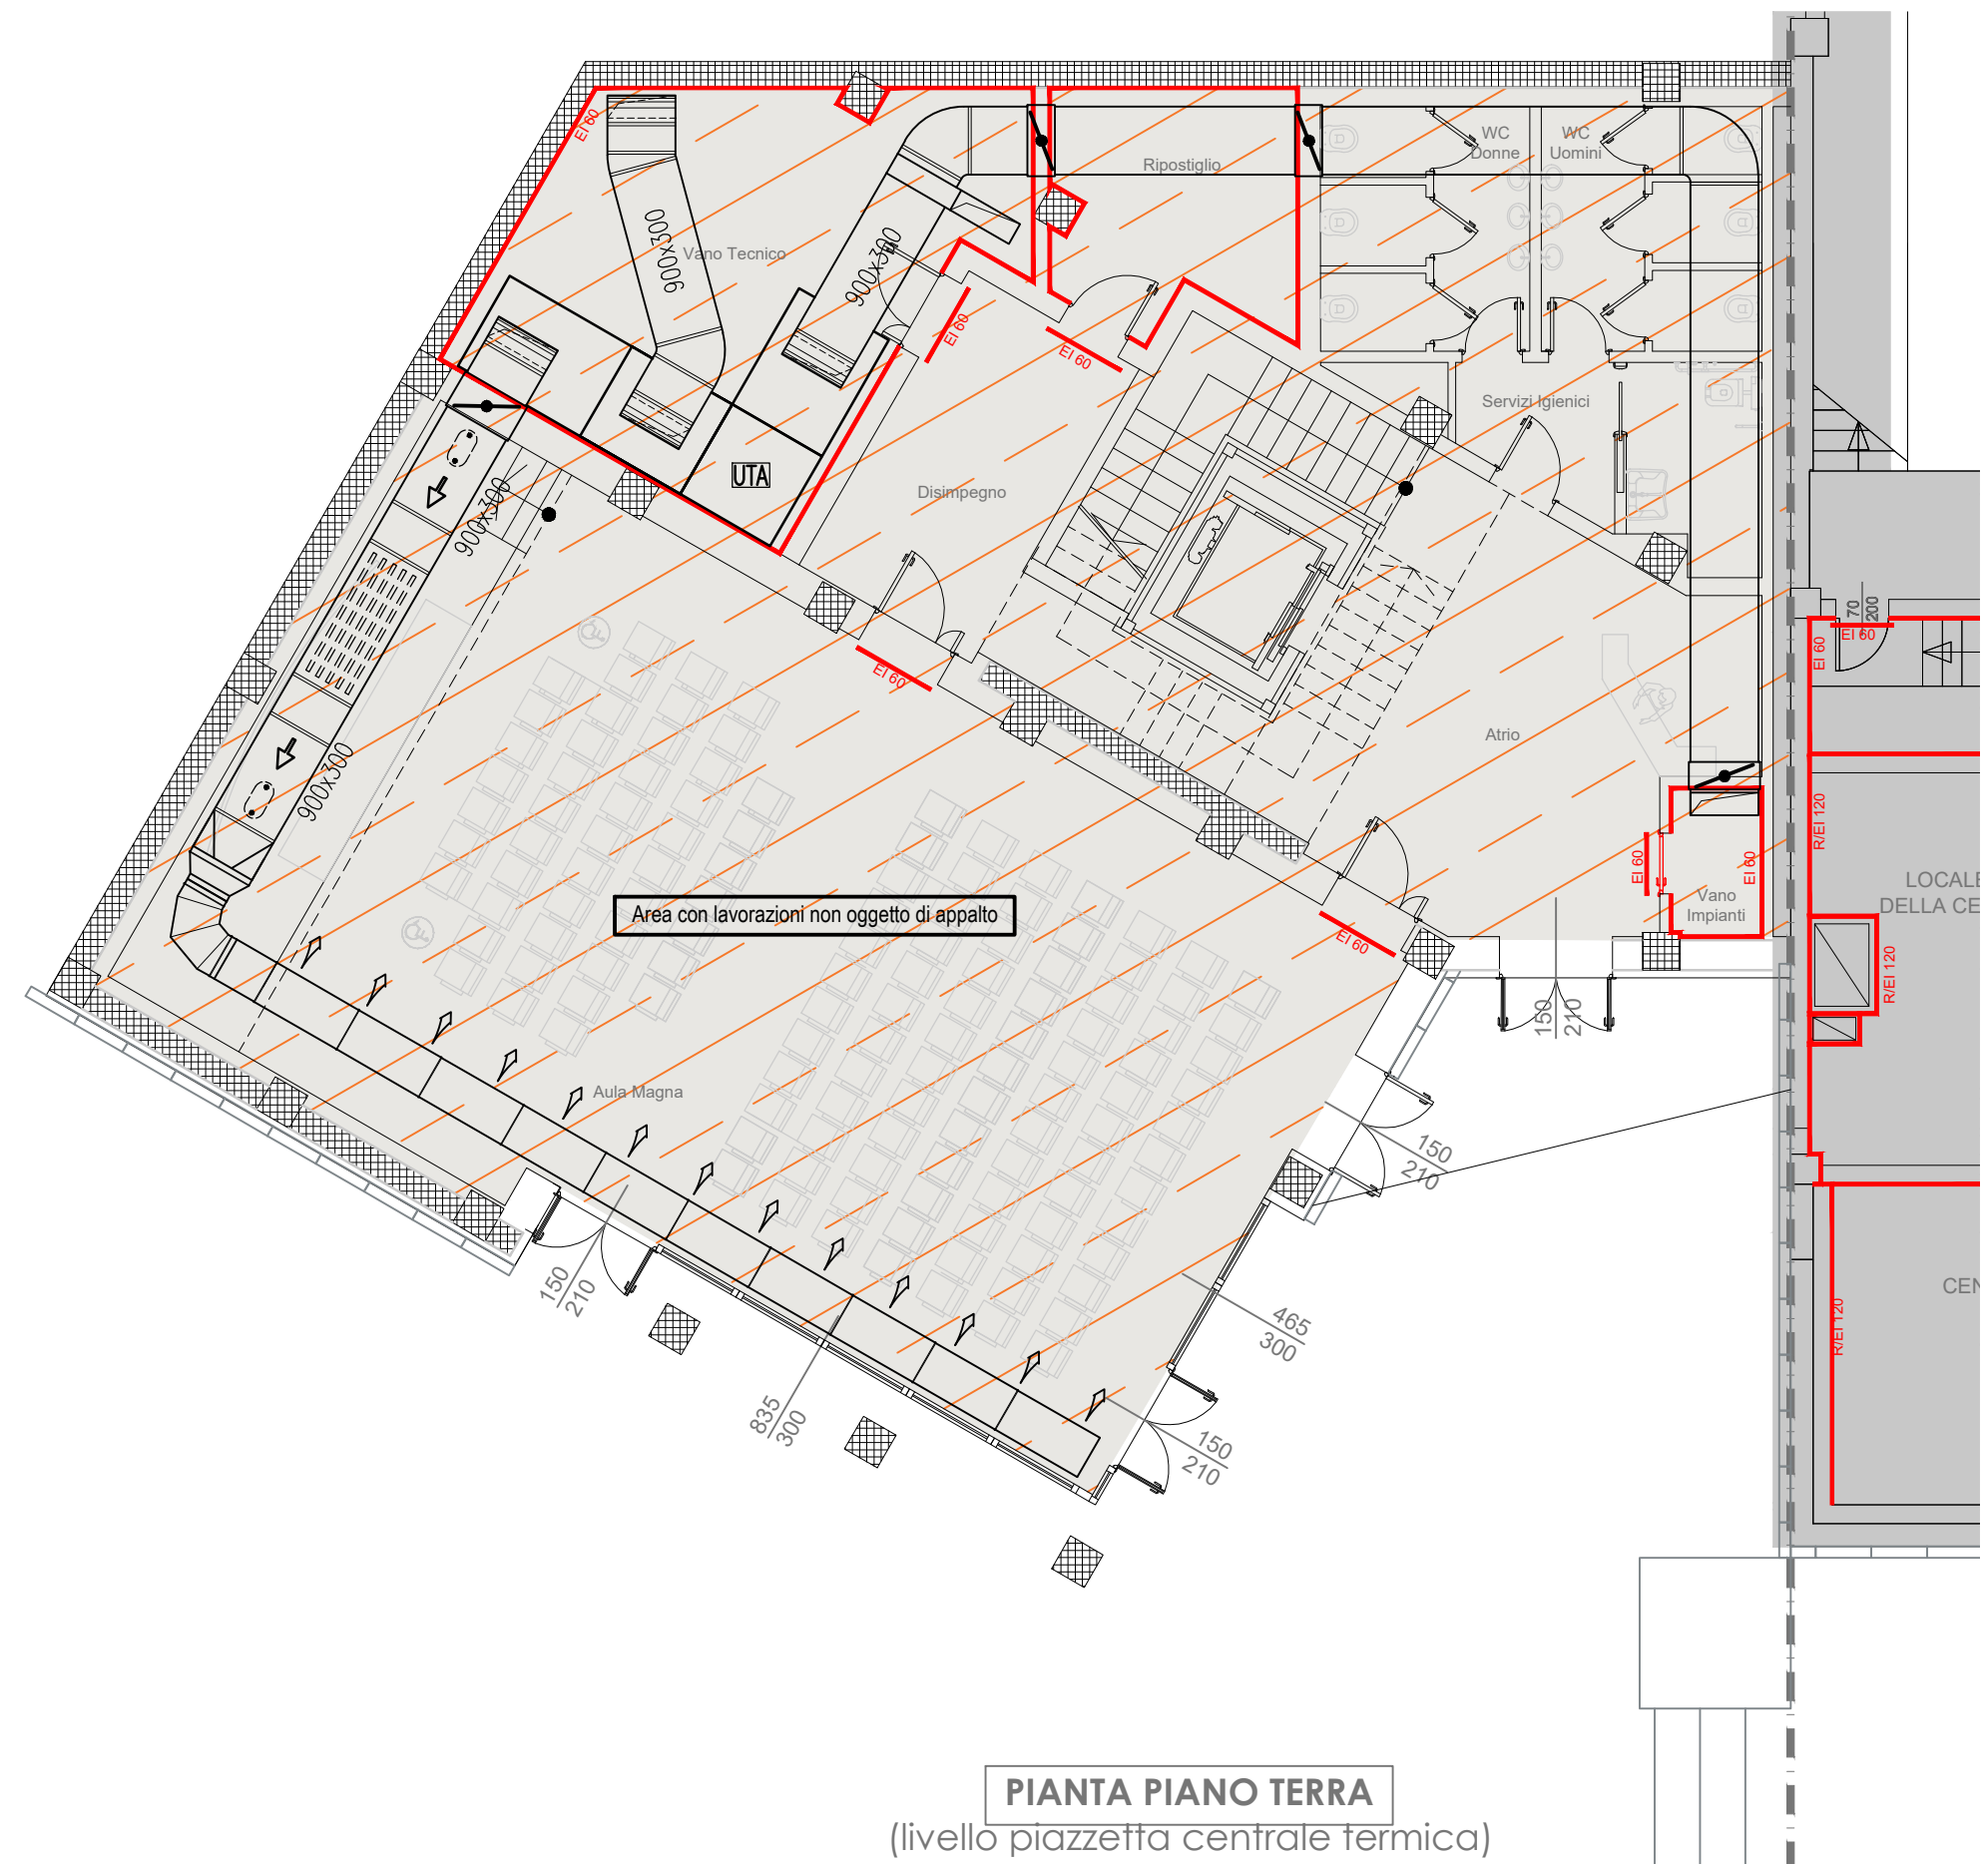 EI 60
WC
Donne
WC
Uomini
Ripostiglio
900x300
Vano Tecnico
900x300
EI 60
EI 60
Servizi Igienici
UTA
Disimpegno
900x300
70
200
EI 60
EI 60
EI 60
Atrio
900x300
R/EI 120
EI 60
EI 60
Vano
Impianti
LOCALE
DELLA CE
Area con lavorazioni non oggetto di appalto
EI 60
R/EI 120
150
210
Aula Magna
150
210
150
210
465
300
CEN
R/EI 120
835
300
150
210
PIANTA PIANO TERRA
(livello piazzetta centrale termica)